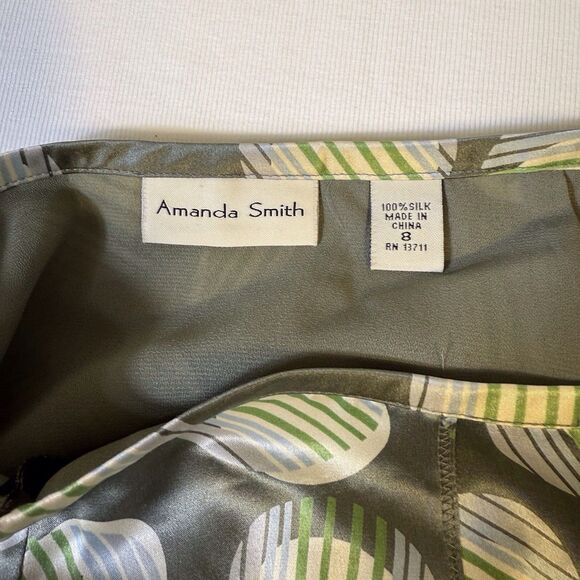 Amanda Smith
100% SILK
MADE IN
CHINA
8
RN 13711